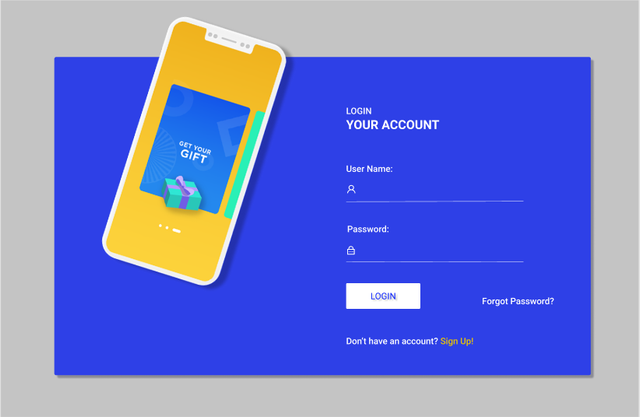 GET YOUR
GIFT
LOGIN
YOUR ACCOUNT
User Name:
Password:
LOGIN
Forgot Password?
Don't have an account? Sign Up!